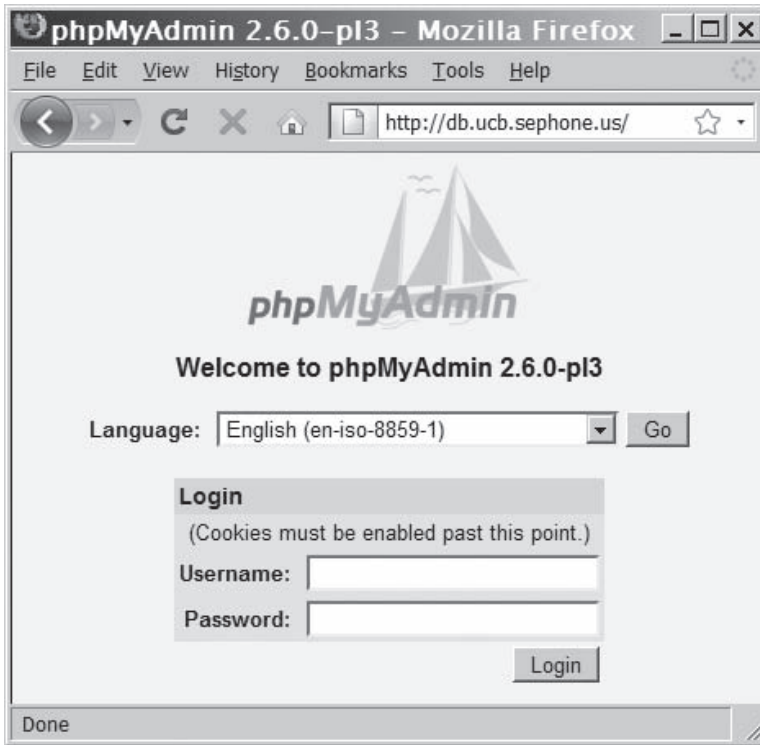 phpMyAdmin 2.6.0-pl3 – Mozilla Firefox
File Edit View History Bookmarks Tools Help
http://db.ucb.sephone.us/
phpMyAdmin
Welcome to phpMyAdmin 2.6.0-pl3
Language: English (en-iso-8859-1) Go
Login
(Cookies must be enabled past this point.)
Username:
Password:
Login
Done